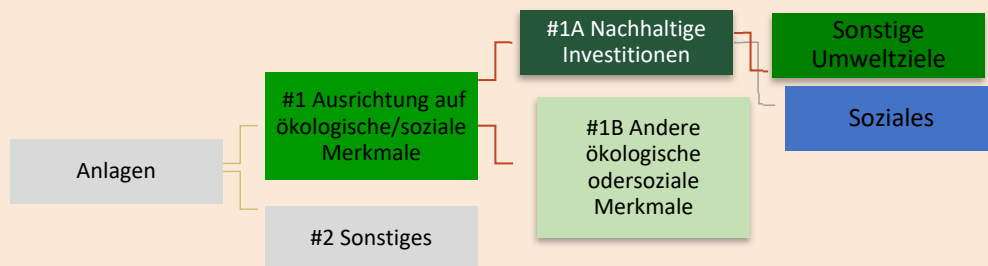 Anlagen
#1 Ausrichtung auf
ökologische/soziale
Merkmale
#2 Sonstiges
#1A Nachhaltige
Investitionen
#1B Andere
ökologische
odersoziale
Merkmale
Sonstige
Umweltziele
Soziales